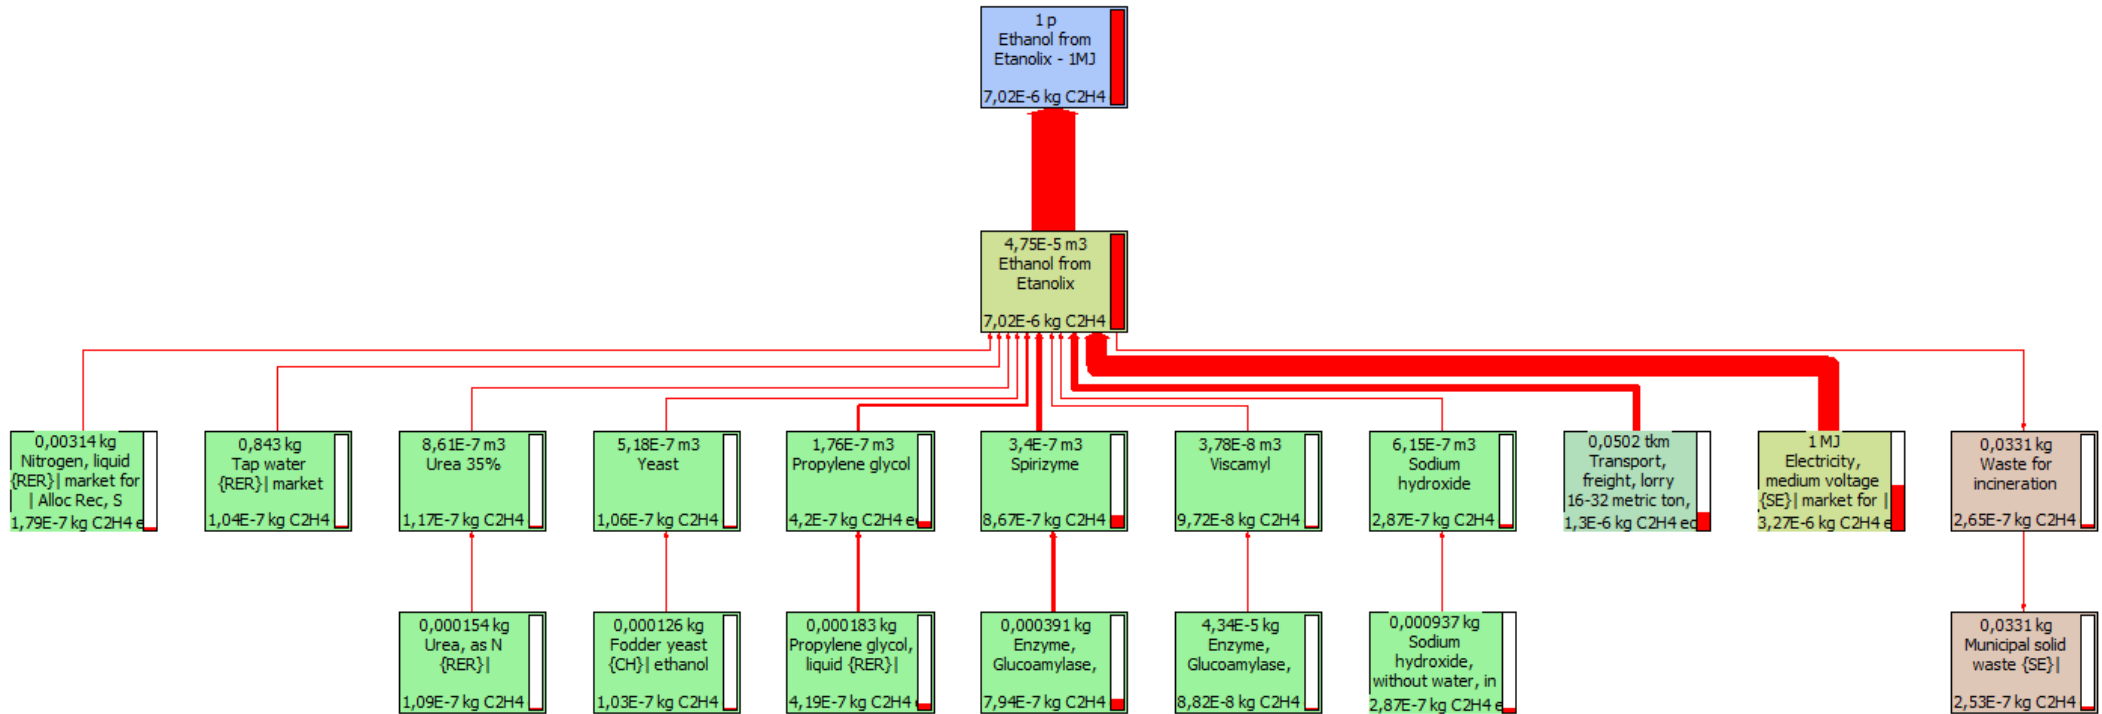 1 p
Ethanol from
Etanolix - 1MJ
7,02E-6 kg C2H4
4,75E-5 m3
Ethanol from
Etanolix
7,02E-6 kg C2H4
0,00314 kg
Nitrogen, liquid
{RER}| market for
| Alloc Rec, S
1,79E-7 kg C2H4 e
0,843 kg
Tap water
{RER}| market
1,04E-7 kg C2H4
8,61E-7 m3
Urea 35%
1,17E-7 kg C2H4
5,18E-7 m3
Yeast
1,06E-7 kg C2H4
1,76E-7 m3
Propylene glycol
4,2E-7 kg C2H4 e
3,4E-7 m3
Spirizyme
8,67E-7 kg C2H4
3,78E-8 m3
Viscamyl
9,72E-8 kg C2H4
6,15E-7 m3
Sodium
hydroxide
2,87E-7 kg C2H4
0,0502 tkm
Transport,
freight, lorry
16-32 metric ton,
1,3E-6 kg C2H4 ec
1 MJ
Electricity,
medium voltage
{SE}| market for |
3,27E-6 kg C2H4 e
0,0331 kg
Waste for
incineration
2,65E-7 kg C2H4
0,000154 kg
Urea, as N
{RER}|
1,09E-7 kg C2H4
0,000126 kg
Fodder yeast
{CH}| ethanol
1,03E-7 kg C2H4
0,000183 kg
Propylene glycol,
liquid {RER}|
4,19E-7 kg C2H4
0,000391 kg
Enzyme,
Glucoamylase,
7,94E-7 kg C2H4
4,34E-5 kg
Enzyme,
Glucoamylase,
8,82E-8 kg C2H4
0,000937 kg
Sodium
hydroxide,
without water, in
2,87E-7 kg C2H4 e
0,0331 kg
Municipal solid
waste {SE}|
2,53E-7 kg C2H4